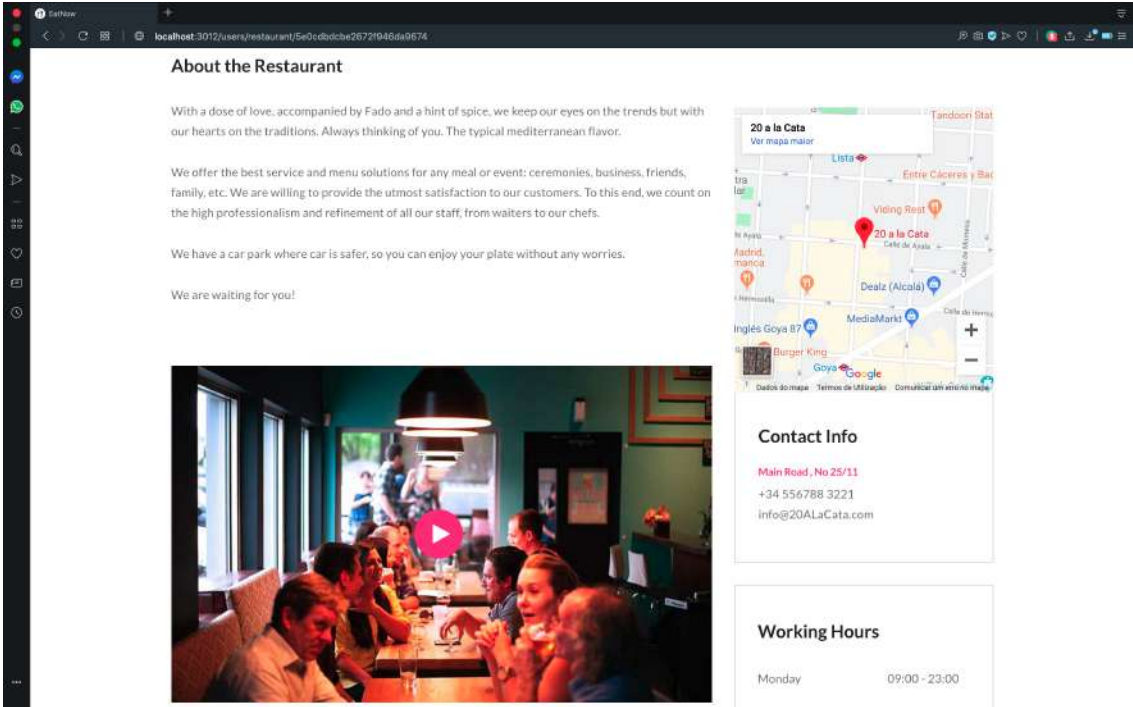 EatNow
localhost:3012/users/restaurant/5e0cdbdcbe2672f946da9674
About the Restaurant
With a dose of love, accompanied by Fado and a hint of spice, we keep our eyes on the trends but with
our hearts on the traditions. Always thinking of you. The typical mediterranean flavor.
We offer the best service and menu solutions for any meal or event: ceremonies, business, friends,
family, etc. We are willing to provide the utmost satisfaction to our customers. To this end, we count on
the high professionalism and refinement of all our staff, from waiters to our chefs.
We have a car park where car is safer, so you can enjoy your plate without any worries.
We are waiting for you!
Tandoori Stat
20 a la Cata
Ver mapa maior
Lista
Entre Cáceres y Bad
Viding Rest
20 a la Cata
Calle de Ayala
Madrid,
Dealz (Alcalá)
MediaMarkt
Inglés Goya 87
Burger King
Goya
Google
Dados do mapa Termos de Utilização Comunicar um erro no mapa
Contact Info
Main Road , No 25/11
+34 556788 3221
info@20ALaCata.com
Working Hours
Monday 09:00 - 23:00